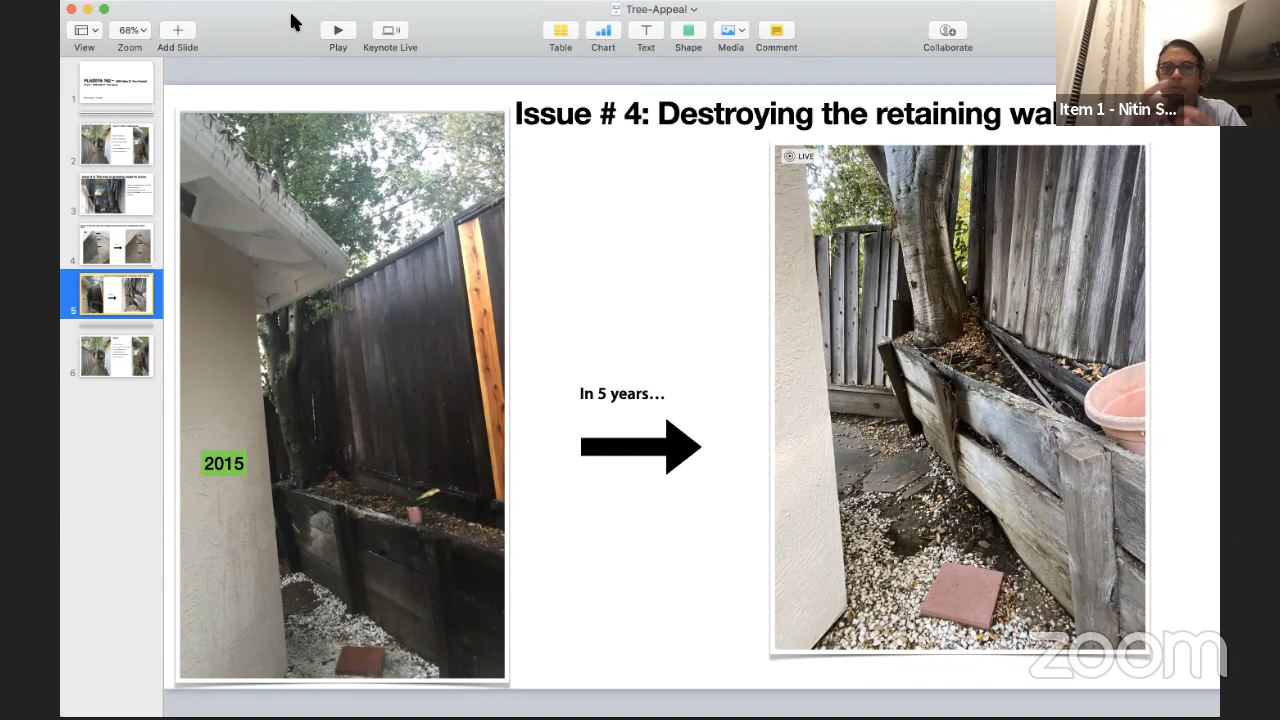 Tree-Appeal
68%
View
Zoom
Add Slide
Play
Keynote Live
Table
Chart
Text
Shape
Media
Comment
Collaborate
Item 1 - Nitin S...
1
2
3
4
5
6
Issue # 4: Destroying the retaining wal
LIVE
In 5 years...
2015
zoom